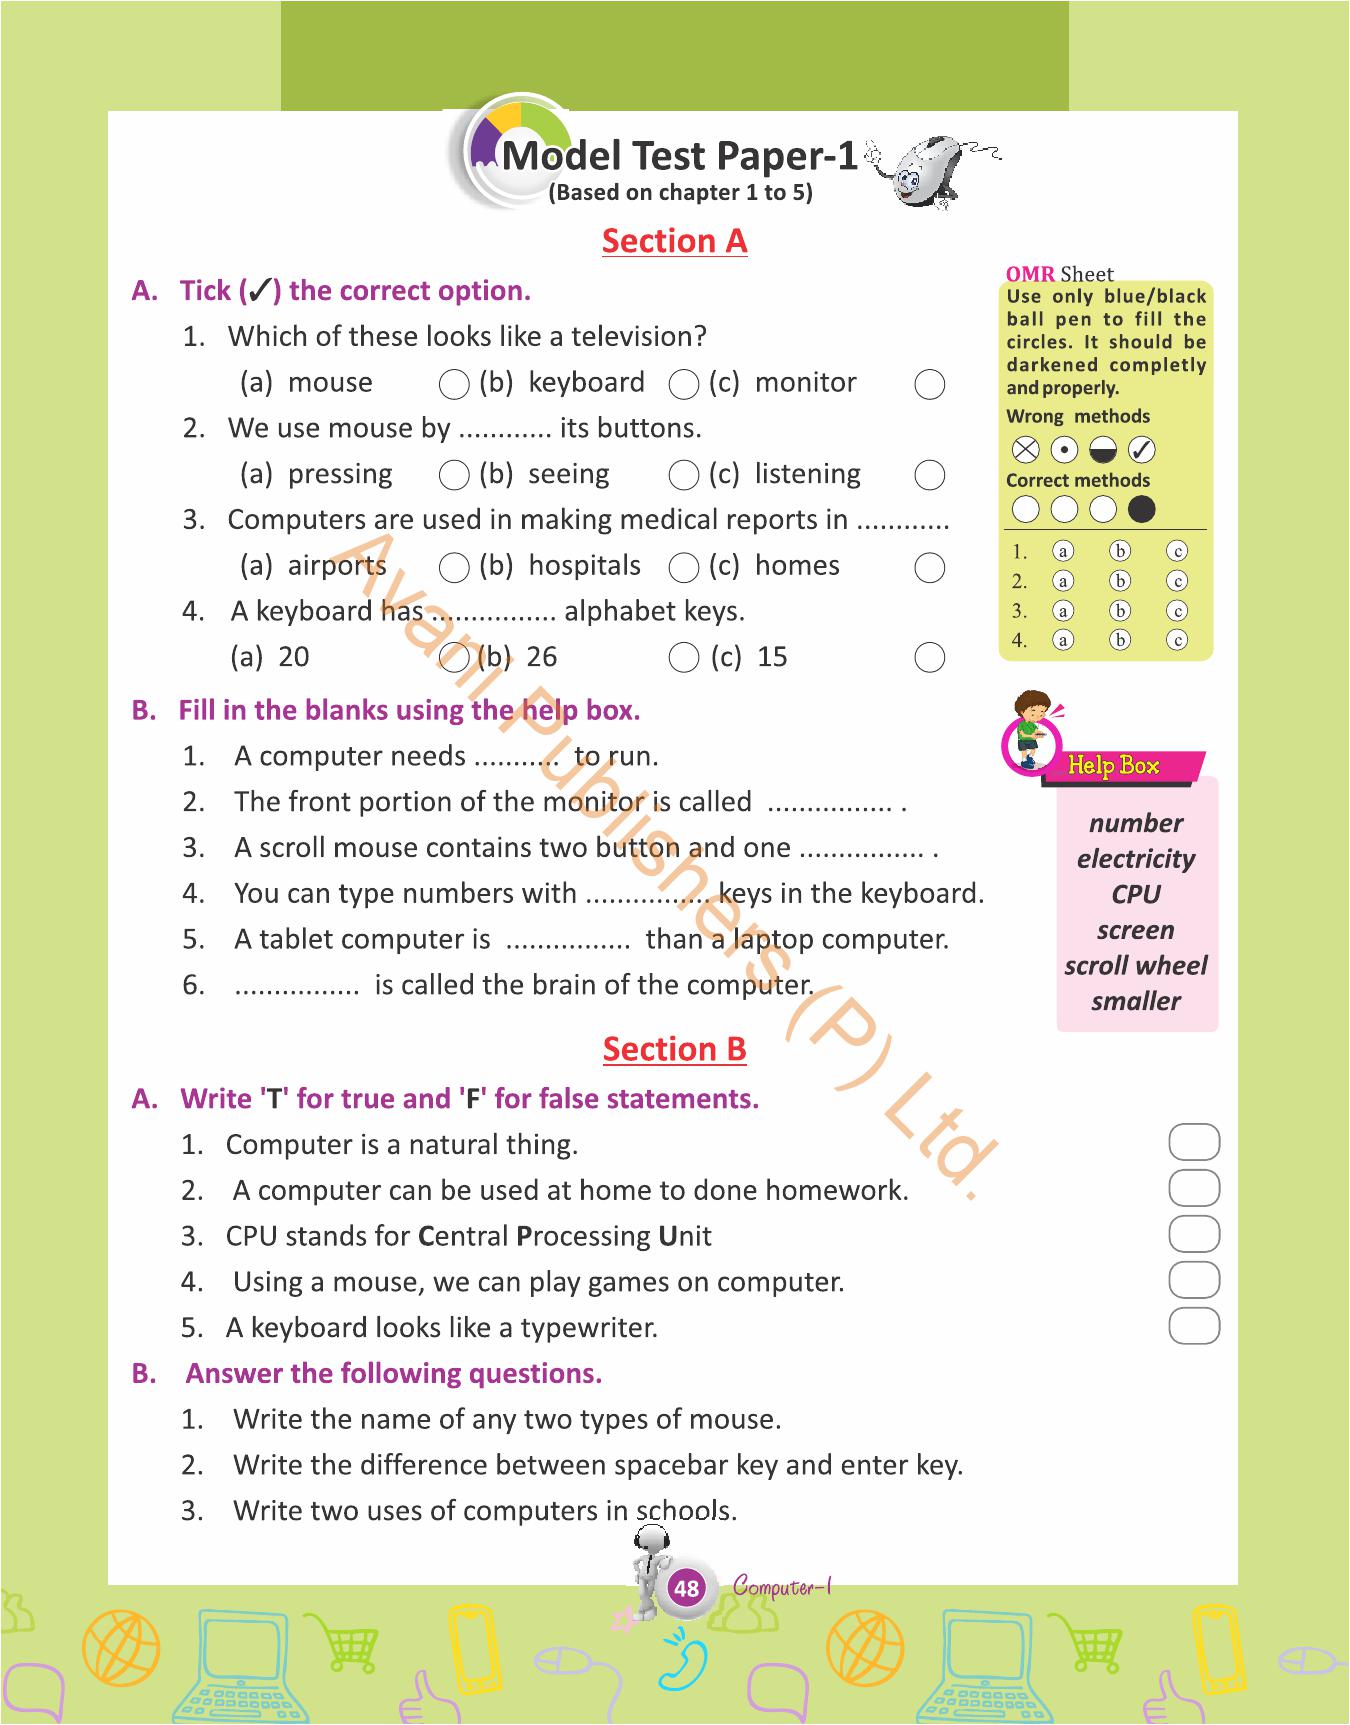 Model Test Paper-1
(Based on chapter 1 to 5)
Section A
A. Tick (✓) the correct option.
1. Which of these looks like a television?
(a) mouse (b) keyboard (c) monitor
2. We use mouse by ............ its buttons.
(a) pressing (b) seeing (c) listening
3. Computers are used in making medical reports in ............
(a) airports (b) hospitals (c) homes
4. A keyboard has ................ alphabet keys.
(a) 20 (b) 26 (c) 15
OMR Sheet
Use only blue/black
ball pen to fill the
circles. It should be
darkened completly
and properly.
Wrong methods
Correct methods
1. a b c
2. a b c
3. a b c
4. a b c
B. Fill in the blanks using the help box.
1. A computer needs ........... to run.
2. The front portion of the monitor is called ................ .
3. A scroll mouse contains two button and one ................ .
4. You can type numbers with ................ keys in the keyboard.
5. A tablet computer is ................ than a laptop computer.
6. ................ is called the brain of the computer.
Help Box
number
electricity
CPU
screen
scroll wheel
smaller
Section B
A. Write 'T' for true and 'F' for false statements.
1. Computer is a natural thing.
2. A computer can be used at home to done homework.
3. CPU stands for Central Processing Unit
4. Using a mouse, we can play games on computer.
5. A keyboard looks like a typewriter.
B. Answer the following questions.
1. Write the name of any two types of mouse.
2. Write the difference between spacebar key and enter key.
3. Write two uses of computers in schools.
48 Computer-1
Avani Publishers (P) Ltd.